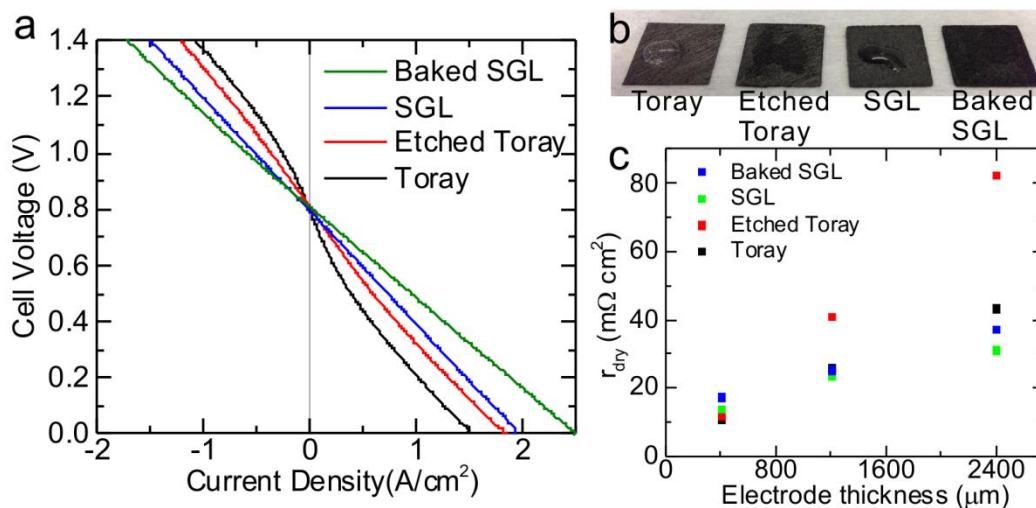 a
1.4
1.2
1.0
0.8
0.6
0.4
0.2
0.0
Cell Voltage (V)
-2 -1 0 1 2
Current Density(A/cm²)
Baked SGL
SGL
Etched Toray
Toray
b
Toray Etched Toray SGL Baked SGL
c
80
60
40
20
0
r_dry (mΩ cm²)
Baked SGL
SGL
Etched Toray
Toray
0 800 1600 2400
Electrode thickness (μm)